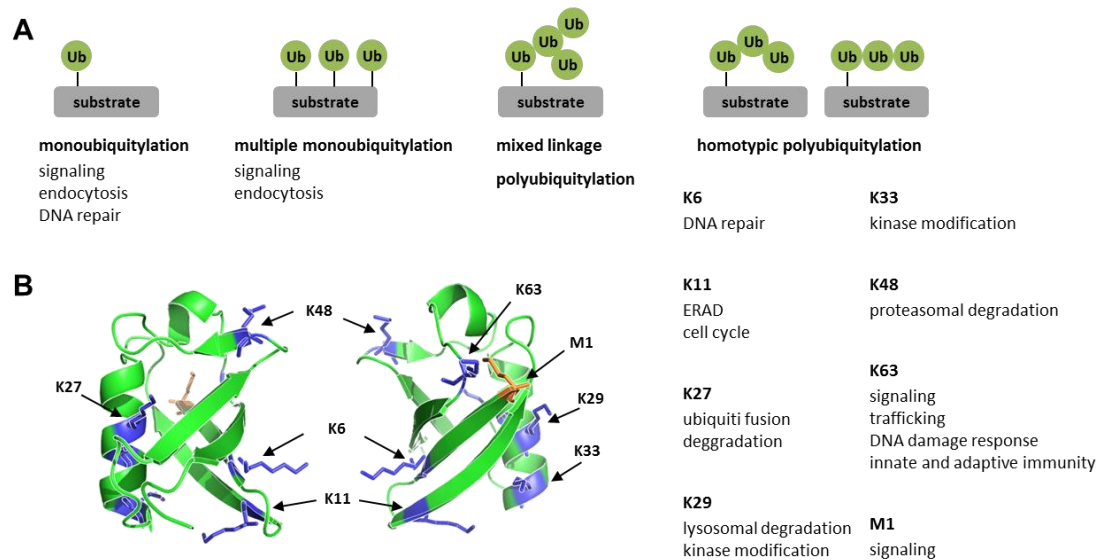 A
Ub
substrate
monoubiquitylation
signaling
endocytosis
DNA repair
Ub Ub Ub
substrate
multiple monoubiquitylation
signaling
endocytosis
Ub Ub Ub Ub
substrate
mixed linkage
polyubiquitylation
Ub Ub Ub
substrate
Ub Ub Ub
substrate
homotypic polyubiquitylation
K6
DNA repair
K11
ERAD
cell cycle
K27
ubiquiti fusion
deggradation
K29
lysosomal degradation
kinase modification
K33
kinase modification
K48
proteasomal degradation
K63
signaling
trafficking
DNA damage response
innate and adaptive immunity
M1
signaling
B
K48
K63
M1
K27
K29
K6
K33
K11